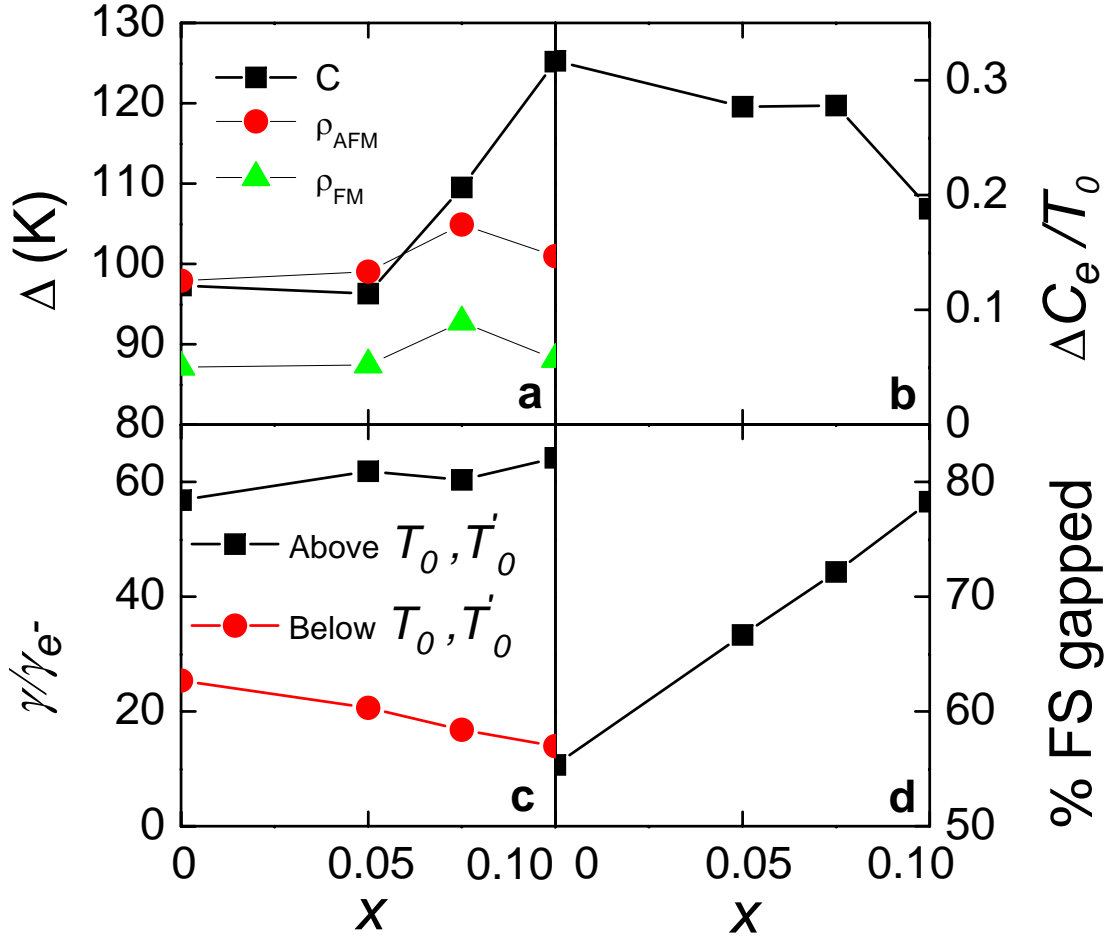 130
120
110
100
90
80
Δ (K)
C
ρAFM
ρFM
a
0.3
0.2
0.1
0
ΔCe /T0
b
60
40
20
0
γ/γe-
Above T0 ,T'0
Below T0 ,T'0
c
80
70
60
50
% FS gapped
d
0 0.05 0.10 0 0.05 0.10
x x